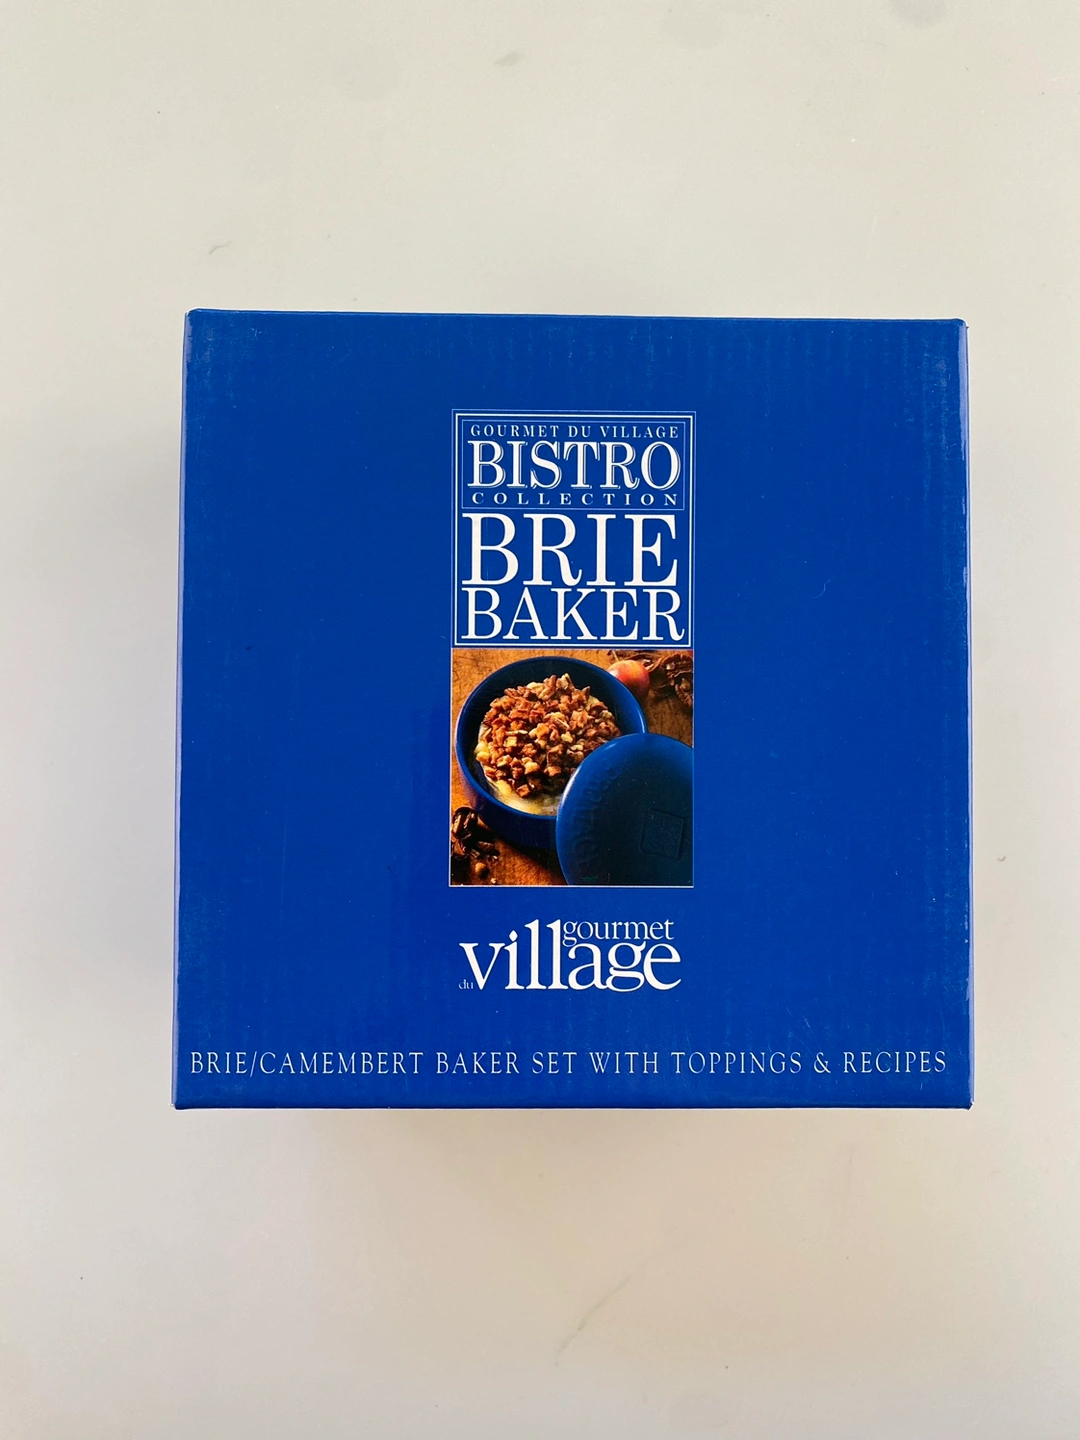 GOURMET DU VILLAGE
BISTRO
COLLECTION
BRIE
BAKER
gourmet
du village
BRIE/CAMEMBERT BAKER SET WITH TOPPINGS & RECIPES